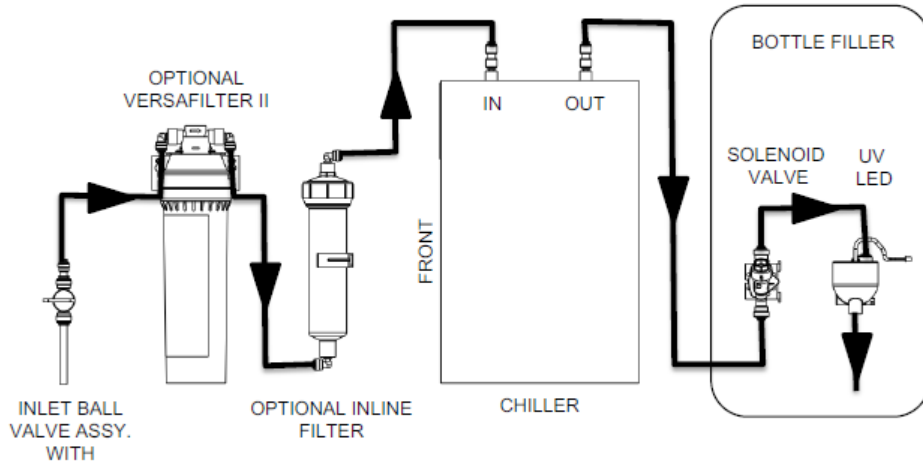 OPTIONAL
VERSAFILTER II
INLET BALL
VALVE ASSY.
WITH
OPTIONAL INLINE
FILTER
IN
OUT
FRONT
CHILLER
BOTTLE FILLER
SOLENOID
VALVE
UV
LED